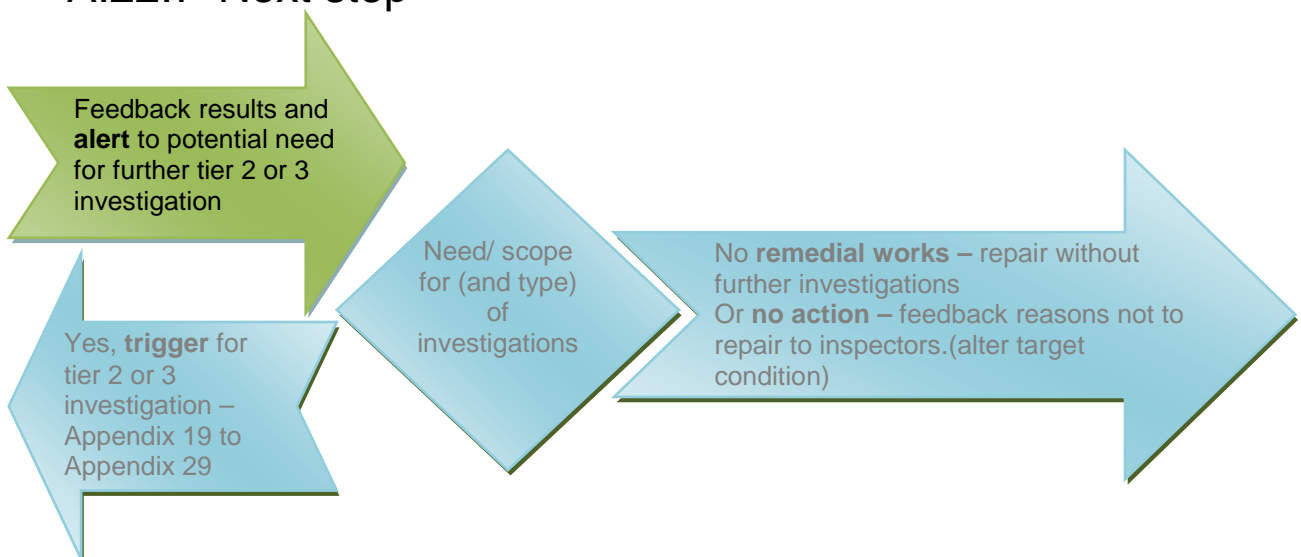 Next step
Feedback results and
alert to potential need
for further tier 2 or 3
investigation
Need/ scope
for (and type)
of
investigations
No remedial works – repair without
further investigations
Or no action – feedback reasons not to
repair to inspectors.(alter target
condition)
Yes, trigger for
tier 2 or 3
investigation –
Appendix 19 to
Appendix 29